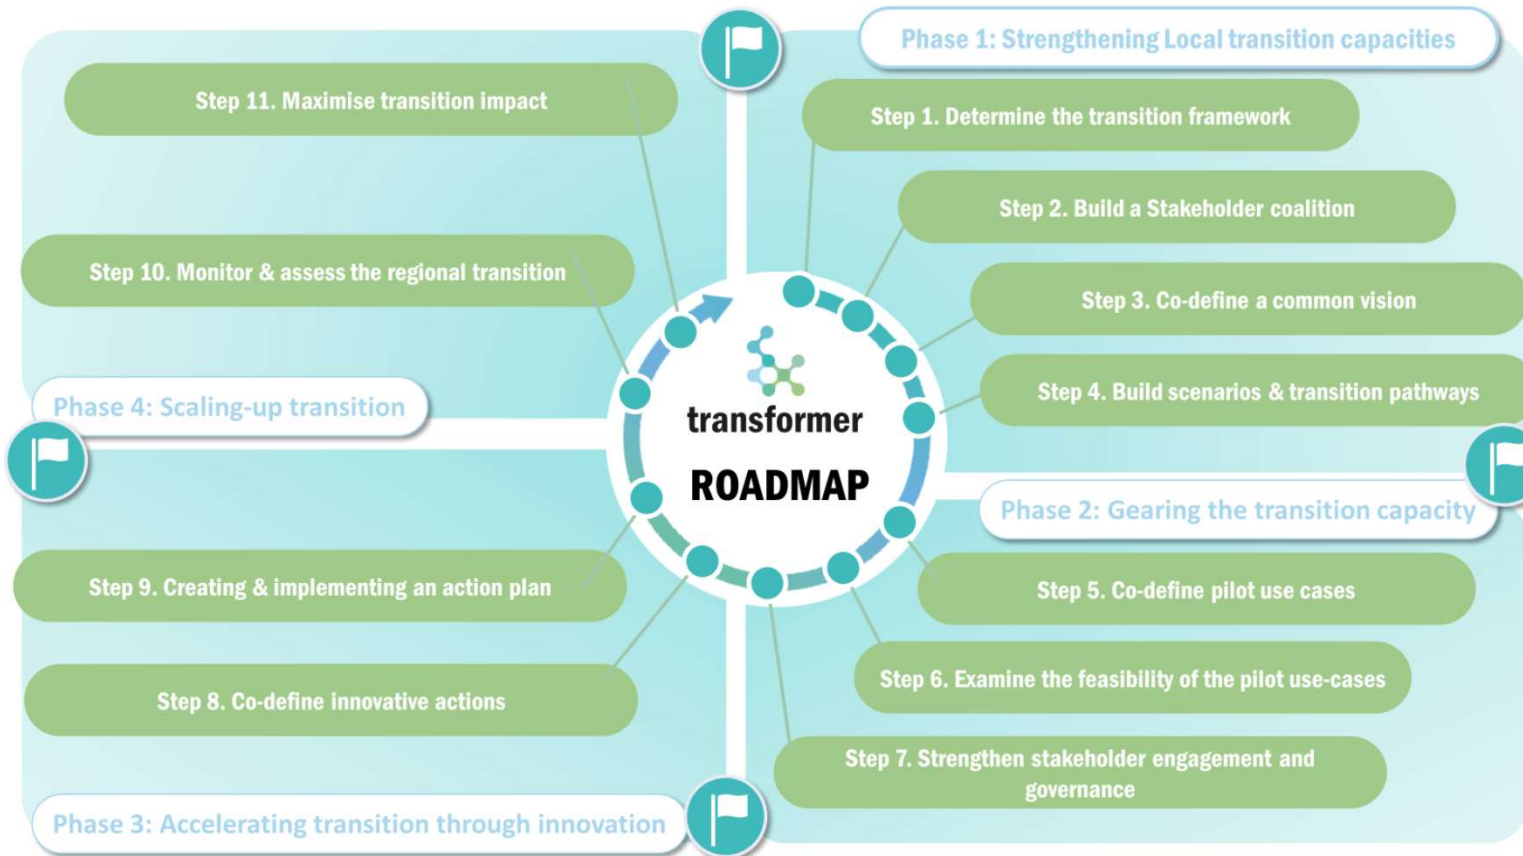 Phase 1: Strengthening Local transition capacities
Step 1. Determine the transition framework
Step 2. Build a Stakeholder coalition
Step 3. Co-define a common vision
Step 4. Build scenarios & transition pathways
Phase 2: Gearing the transition capacity
Step 5. Co-define pilot use cases
Step 6. Examine the feasibility of the pilot use-cases
Step 7. Strengthen stakeholder engagement and
governance
Phase 3: Accelerating transition through innovation
Step 8. Co-define innovative actions
Step 9. Creating & implementing an action plan
Phase 4: Scaling-up transition
Step 10. Monitor & assess the regional transition
Step 11. Maximise transition impact
transformer
ROADMAP